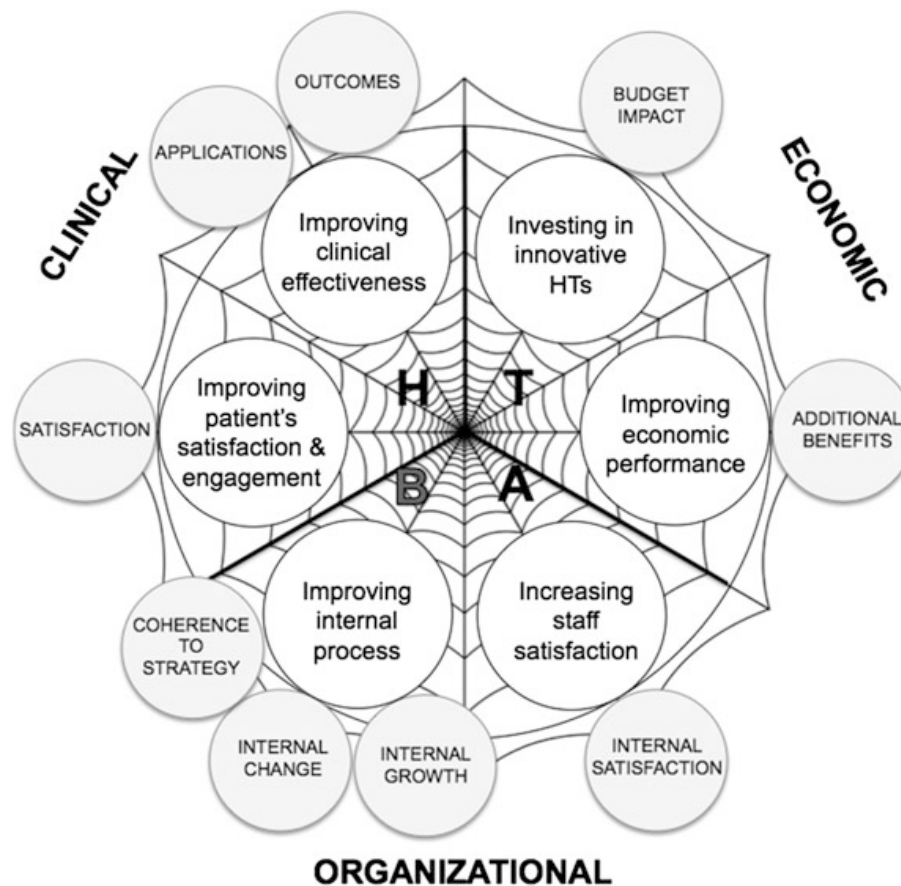 OUTCOMES
BUDGET
IMPACT
APPLICATIONS
CLINICAL
ECONOMIC
Improving
clinical
effectiveness
Investing in
innovative
HTs
H
T
SATISFACTION
Improving
patient's
satisfaction &
engagement
Improving
economic
performance
ADDITIONAL
BENEFITS
B
A
Improving
internal
process
Increasing
staff
satisfaction
COHERENCE
TO
STRATEGY
INTERNAL
CHANGE
INTERNAL
GROWTH
INTERNAL
SATISFACTION
ORGANIZATIONAL